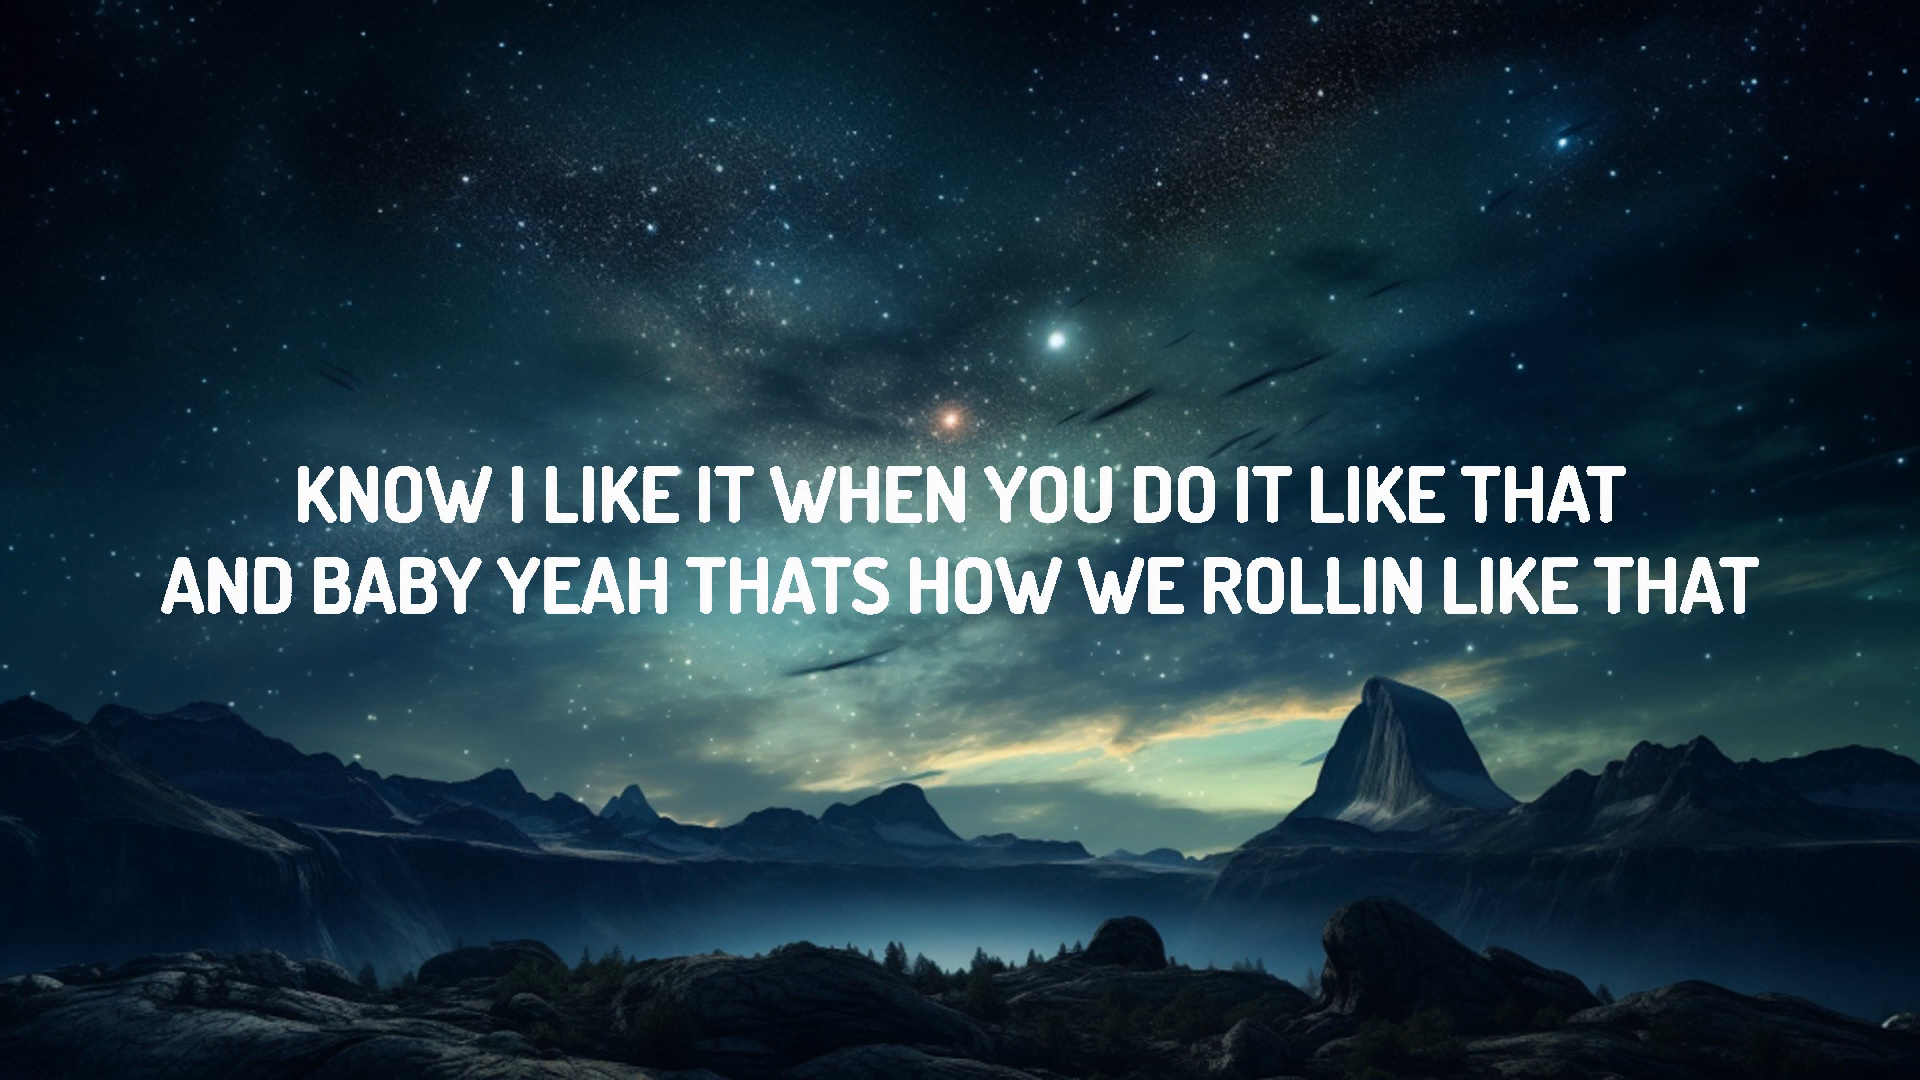 KNOW I LIKE IT WHEN YOU DO IT LIKE THAT
AND BABY YEAH THATS HOW WE ROLLIN LIKE THAT